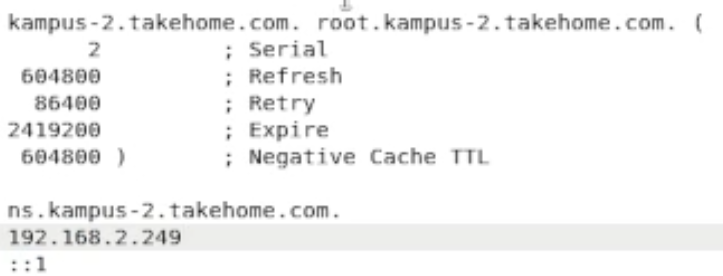 kampus-2.takehome.com. root.kampus-2.takehome.com. (
2 ; Serial
604800 ; Refresh
86400 ; Retry
2419200 ; Expire
604800 ) ; Negative Cache TTL
ns.kampus-2.takehome.com.
192.168.2.249
::1